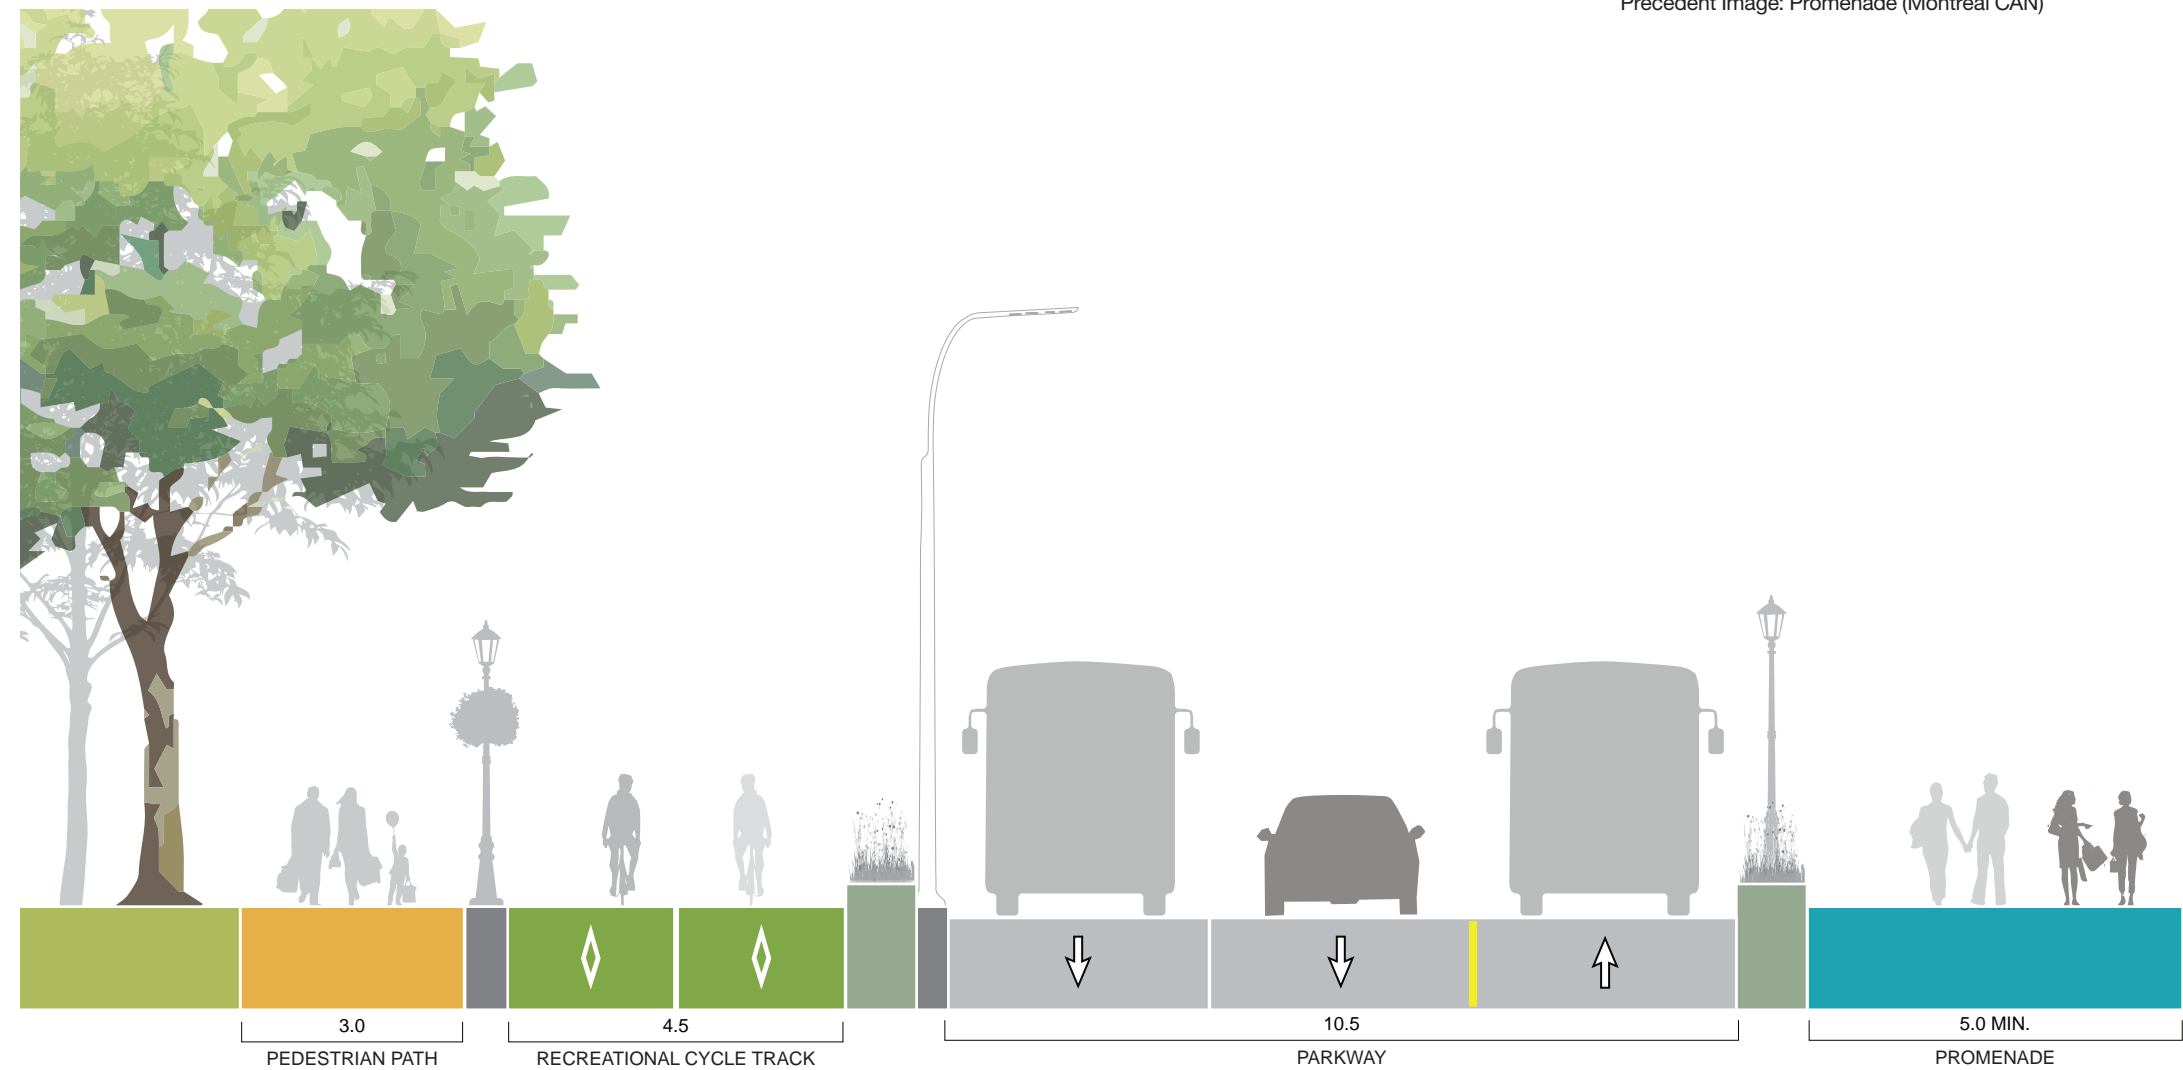 Precedent Image: Promenade (Montreal CAN)
3.0
4.5
10.5
5.0 MIN.
PEDESTRIAN PATH
RECREATIONAL CYCLE TRACK
PARKWAY
PROMENADE